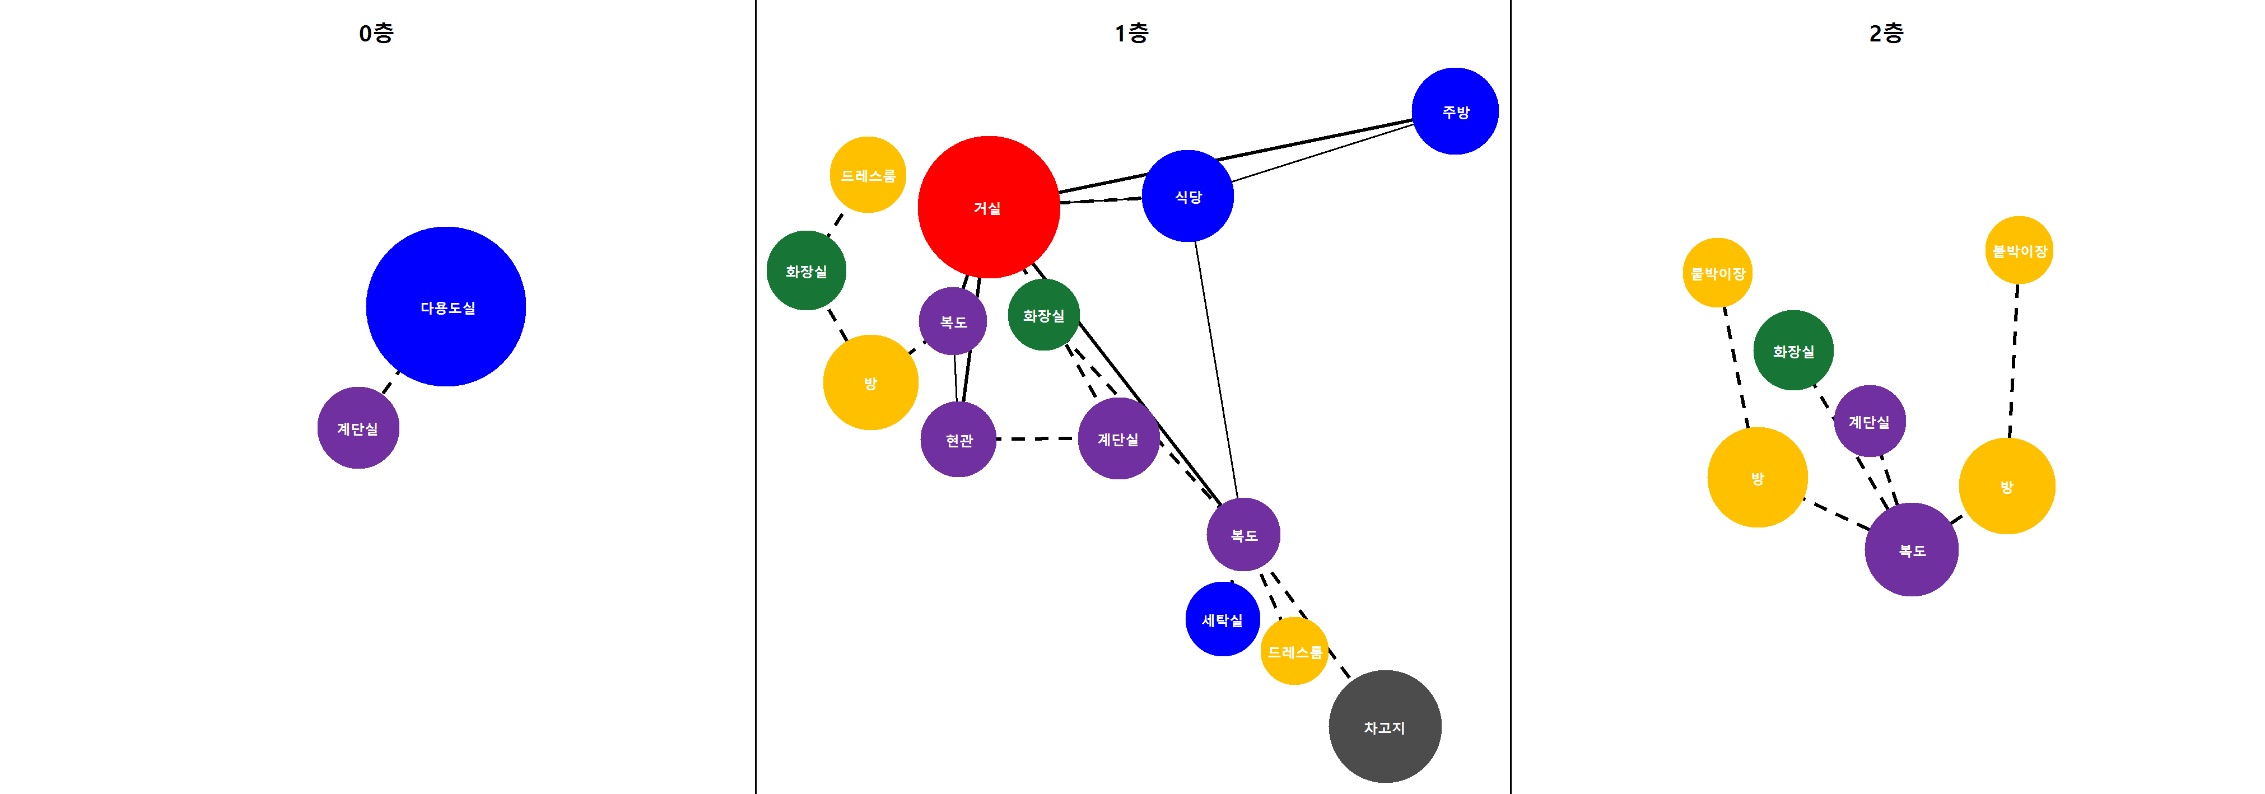 0층
다용도실
계단실
1층
주방
드레스룸
거실
식당
화장실
복도
화장실
방
현관
계단실
복도
세탁실
드레스룸
차고지
2층
붙박이장
붙박이장
화장실
계단실
방
방
복도